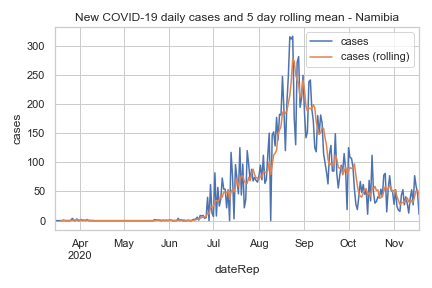 New COVID-19 daily cases and 5 day rolling mean - Namibia
cases
cases (rolling)
300
250
200
150
100
50
0
cases
Apr May Jun Jul Aug Sep Oct Nov
2020
dateRep